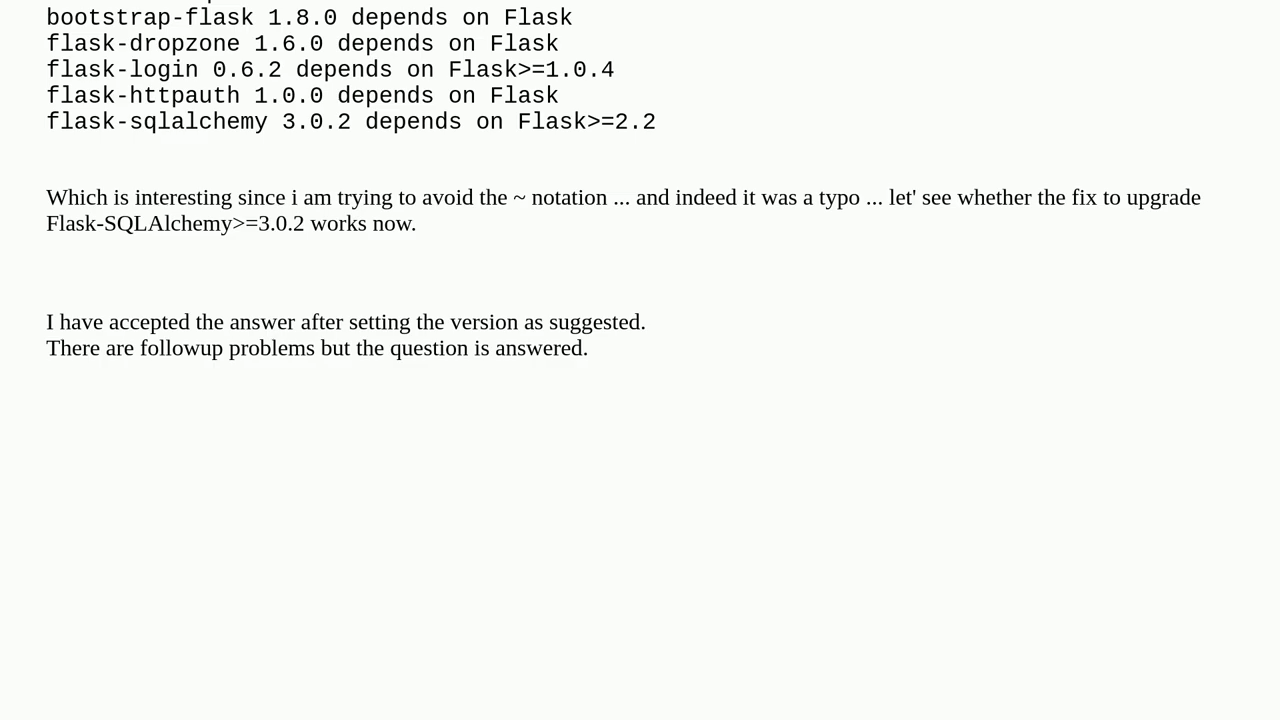 bootstrap-flask 1.8.0 depends on Flask
flask-dropzone 1.6.0 depends on Flask
flask-login 0.6.2 depends on Flask>=1.0.4
flask-httpauth 1.0.0 depends on Flask
flask-sqlalchemy 3.0.2 depends on Flask>=2.2
Which is interesting since i am trying to avoid the ~ notation ... and indeed it was a typo ... let' see whether the fix to upgrade
Flask-SQLAlchemy>=3.0.2 works now.
I have accepted the answer after setting the version as suggested.
There are followup problems but the question is answered.